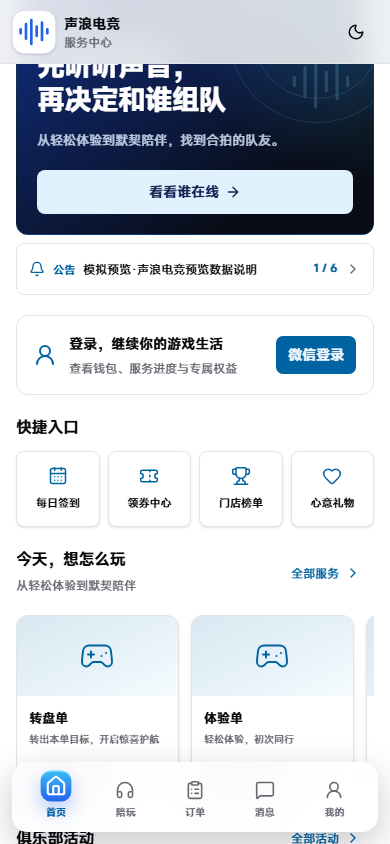 声浪电竞
服务中心
先听听声音，
再决定和谁组队
从轻松体验到默契陪伴，找到合拍的队友。
看看谁在线
公告 模拟预览·声浪电竞预览数据说明 1 / 6
登录，继续你的游戏生活
查看钱包、服务进度与专属权益
微信登录
快捷入口
每日签到 领券中心 门店榜单 心意礼物
今天，想怎么玩
从轻松体验到默契陪伴
全部服务
转盘单 体验单
转出本单目标，开启惊喜护航 轻松体验，初次同行
首页 陪玩 订单 消息 我的
俱乐部活动 全部活动